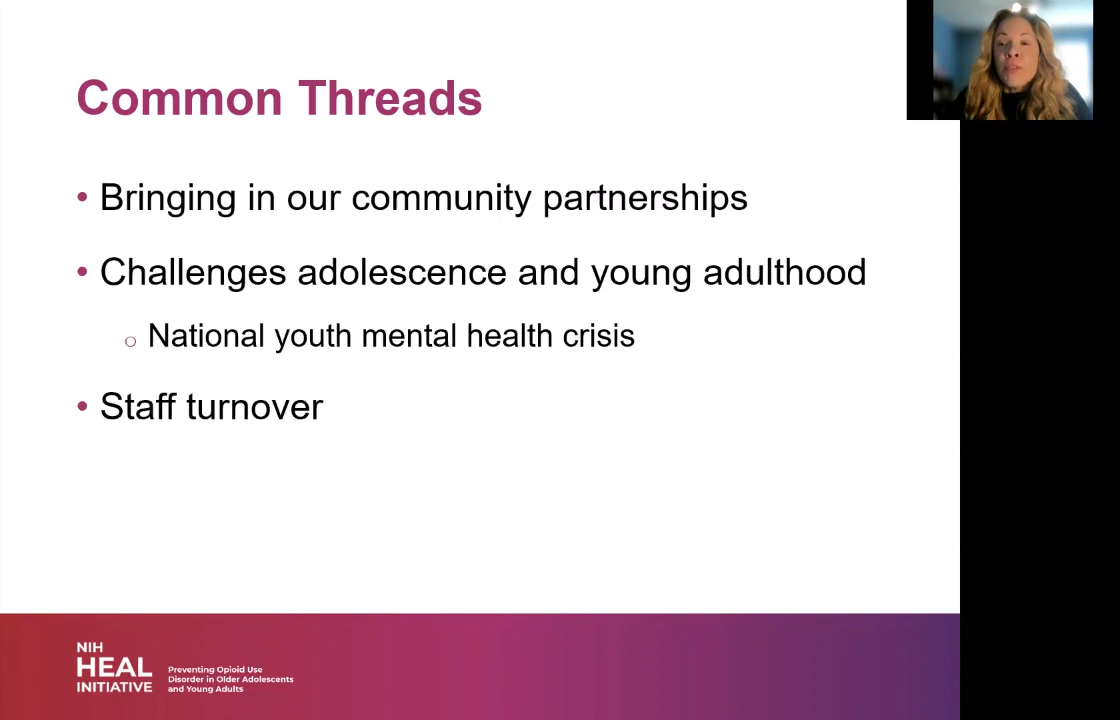 Common Threads
• Bringing in our community partnerships
• Challenges adolescence and young adulthood
○ National youth mental health crisis
• Staff turnover
NIH
HEAL
INITIATIVE
Preventing Opioid Use
Disorder in Older Adolescents
and Young Adults